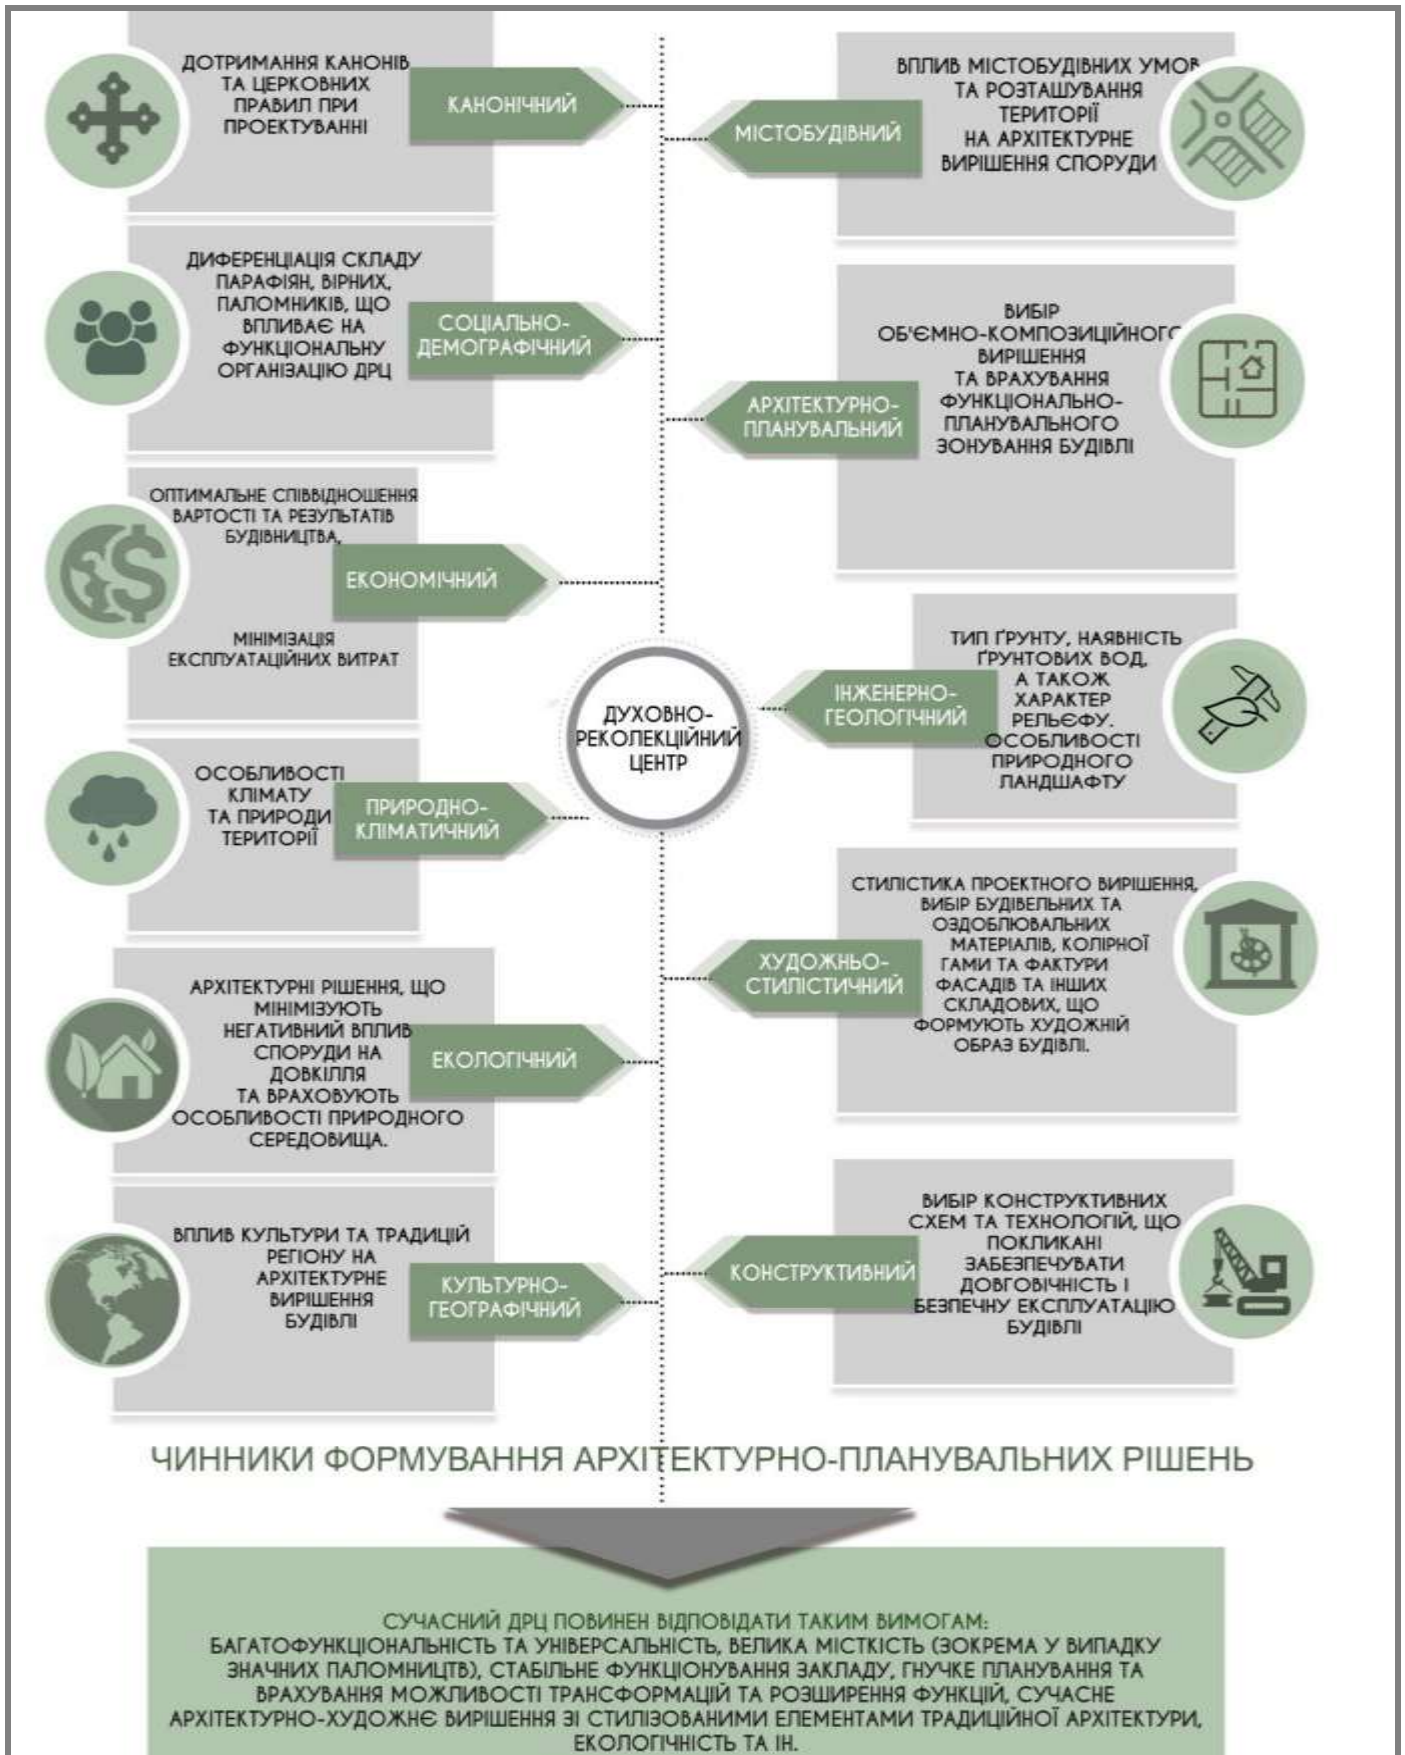 ДОТРИМАННЯ КАНОНІВ
ТА ЦЕРКОВНИХ
ПРАВИЛ ПРИ
ПРОЕКТУВАННІ
КАНОНІЧНИЙ
ВПЛИВ МІСТОБУДІВНИХ УМОВ
ТА РОЗТАШУВАННЯ
ТЕРИТОРІЇ
НА АРХІТЕКТУРНЕ
ВИРІШЕННЯ СПОРУДИ
МІСТОБУДІВНИЙ
ДИФЕРЕНЦІАЦІЯ СКЛАДУ
ПАРАФІЯН, ВІРНИХ,
ПАЛОМНИКІВ, ЩО
ВПЛИВАЄ НА
ФУНКЦІОНАЛЬНУ
ОРГАНІЗАЦІЮ ДРЦ
СОЦІАЛЬНО-
ДЕМОГРАФІЧНИЙ
ВИБІР
ОБ'ЄМНО-КОМПОЗИЦІЙНОГО
ВИРІШЕННЯ
ТА ВРАХУВАННЯ
ФУНКЦІОНАЛЬНО-
ПЛАНУВАЛЬНОГО
ЗОНУВАННЯ БУДІВЛІ
АРХІТЕКТУРНО-
ПЛАНУВАЛЬНИЙ
ОПТИМАЛЬНЕ СПІВВІДНОШЕННЯ
ВАРТОСТІ ТА РЕЗУЛЬТАТІВ
БУДІВНИЦТВА,
МІНІМІЗАЦІЯ
ЕКСПЛУАТАЦІЙНИХ ВИТРАТ
ЕКОНОМІЧНИЙ
ДУХОВНО-
РЕКОЛЕКЦІЙНИЙ
ЦЕНТР
ТИП ҐРУНТУ, НАЯВНІСТЬ
ҐРУНТОВИХ ВОД,
А ТАКОЖ
ХАРАКТЕР
РЕЛЬЄФУ.
ОСОБЛИВОСТІ
ПРИРОДНОГО
ЛАНДШАФТУ
ІНЖЕНЕРНО-
ГЕОЛОГІЧНИЙ
ОСОБЛИВОСТІ
КЛІМАТУ
ТА ПРИРОДИ
ТЕРИТОРІЇ
ПРИРОДНО-
КЛІМАТИЧНИЙ
СТИЛІСТИКА ПРОЕКТНОГО ВИРІШЕННЯ,
ВИБІР БУДІВЕЛЬНИХ ТА
ОЗДОБЛЮВАЛЬНИХ
МАТЕРІАЛІВ, КОЛІРНОЇ
ГАМИ ТА ФАКТУРИ
ФАСАДІВ ТА ІНШИХ
СКЛАДОВИХ, ЩО
ФОРМУЮТЬ ХУДОЖНІЙ
ОБРАЗ БУДІВЛІ.
ХУДОЖНЬО-
СТИЛІСТИЧНИЙ
АРХІТЕКТУРНІ РІШЕННЯ, ЩО
МІНІМІЗУЮТЬ
НЕГАТИВНИЙ ВПЛИВ
СПОРУДИ НА
ДОВКІЛЛЯ
ТА ВРАХОВУЮТЬ
ОСОБЛИВОСТІ ПРИРОДНОГО
СЕРЕДОВИЩА.
ЕКОЛОГІЧНИЙ
ВИБІР КОНСТРУКТИВНИХ
СХЕМ ТА ТЕХНОЛОГІЙ, ЩО
ПОКЛИКАНІ
ЗАБЕЗПЕЧУВАТИ
ДОВГОВІЧНІСТЬ І
БЕЗПЕЧНУ ЕКСПЛУАТАЦІЮ
БУДІВЛІ
КОНСТРУКТИВНИЙ
ВПЛИВ КУЛЬТУРИ ТА ТРАДИЦІЙ
РЕГІОНУ НА
АРХІТЕКТУРНЕ
ВИРІШЕННЯ
БУДІВЛІ
КУЛЬТУРНО-
ГЕОГРАФІЧНИЙ
ЧИННИКИ ФОРМУВАННЯ АРХІТЕКТУРНО-ПЛАНУВАЛЬНИХ РІШЕНЬ
СУЧАСНИЙ ДРЦ ПОВИНЕН ВІДПОВІДАТИ ТАКИМ ВИМОГАМ:
БАГАТОФУНКЦІОНАЛЬНІСТЬ ТА УНІВЕРСАЛЬНІСТЬ, ВЕЛИКА МІСТКІСТЬ (ЗОКРЕМА У ВИПАДКУ
ЗНАЧНИХ ПАЛОМНИЦТВ), СТАБІЛЬНЕ ФУНКЦІОНУВАННЯ ЗАКЛАДУ, ГНУЧКЕ ПЛАНУВАННЯ ТА
ВРАХУВАННЯ МОЖЛИВОСТІ ТРАНСФОРМАЦІЙ ТА РОЗШИРЕННЯ ФУНКЦІЙ, СУЧАСНЕ
АРХІТЕКТУРНО-ХУДОЖНЄ ВИРІШЕННЯ ЗІ СТИЛІЗОВАНИМИ ЕЛЕМЕНТАМИ ТРАДИЦІЙНОЇ АРХІТЕКТУРИ,
ЕКОЛОГІЧНІСТЬ ТА ІН.